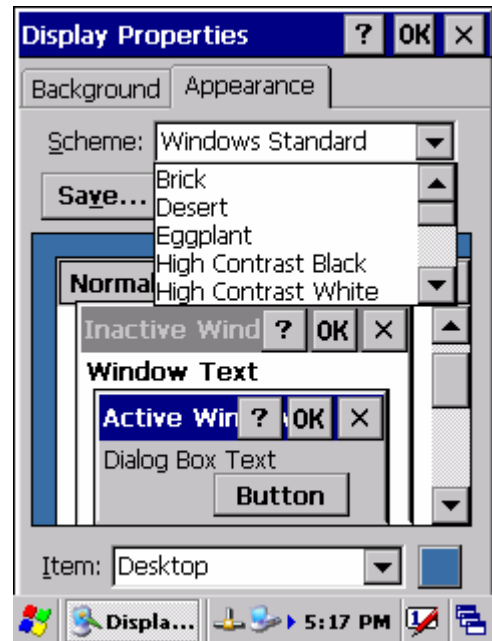 Display Properties ? OK ×
Background Appearance
Scheme: Windows Standard
Save...
Brick
Desert
Eggplant
High Contrast Black
High Contrast White
Normal
Inactive Wind ? OK ×
Window Text
Active Win ? OK ×
Dialog Box Text
Button
Item: Desktop
Displa... 5:17 PM 1